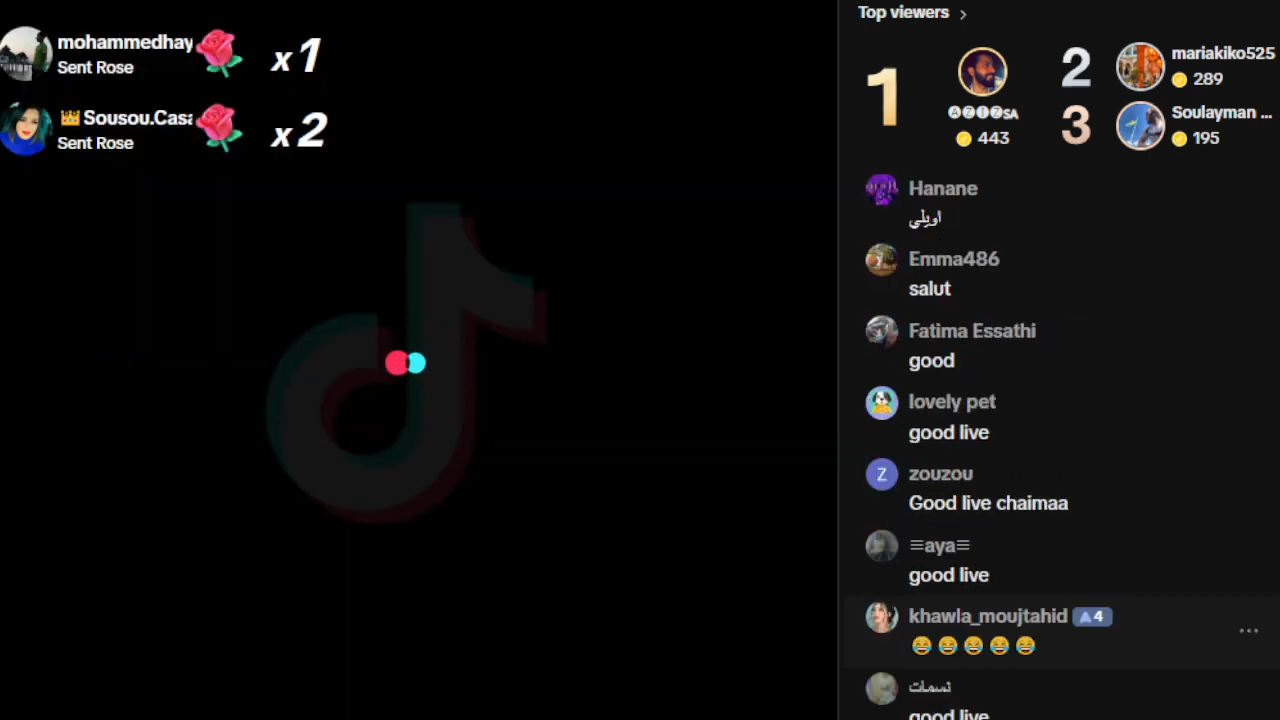 mohammedhay
Sent Rose
x1
Sousou.Casa
Sent Rose
x2
Top viewers
1
🅐🅩🅘🅩SA
443
2
mariakiko525
289
3
Soulayman ...
195
Hanane
اويلي
Emma486
salut
Fatima Essathi
good
lovely pet
good live
Z
zouzou
Good live chaimaa
≡aya≡
good live
khawla_moujtahid 4
😂😂😂😂😂
نسمات
good live